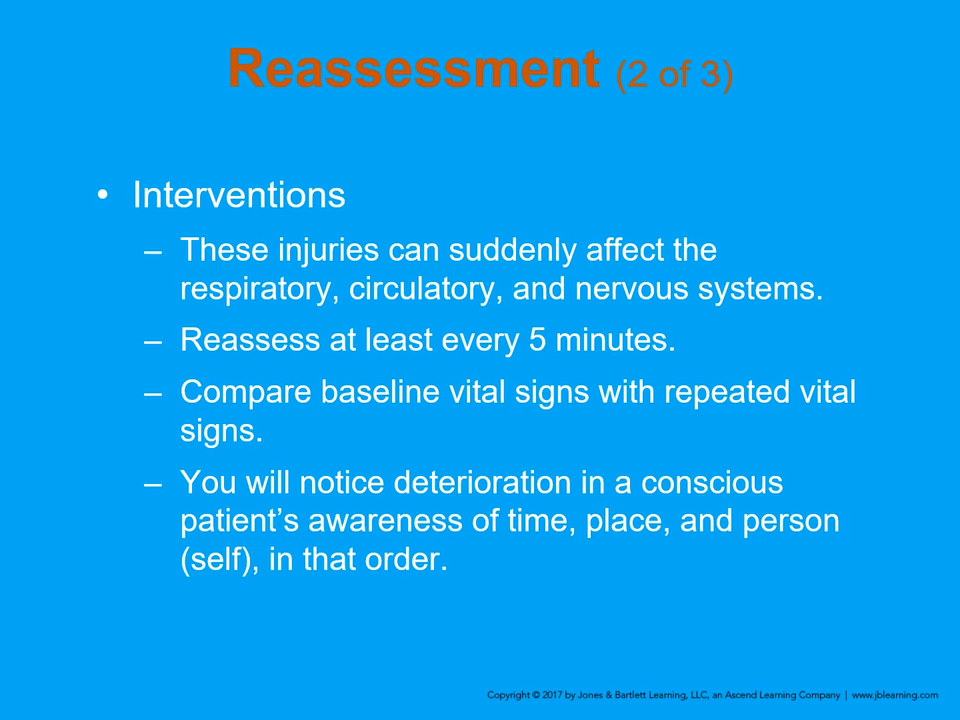 Reassessment (2 of 3)
• Interventions
– These injuries can suddenly affect the
respiratory, circulatory, and nervous systems.
– Reassess at least every 5 minutes.
– Compare baseline vital signs with repeated vital
signs.
– You will notice deterioration in a conscious
patient’s awareness of time, place, and person
(self), in that order.
Copyright © 2017 by Jones & Bartlett Learning, LLC, an Ascend Learning Company | www.jblearning.com